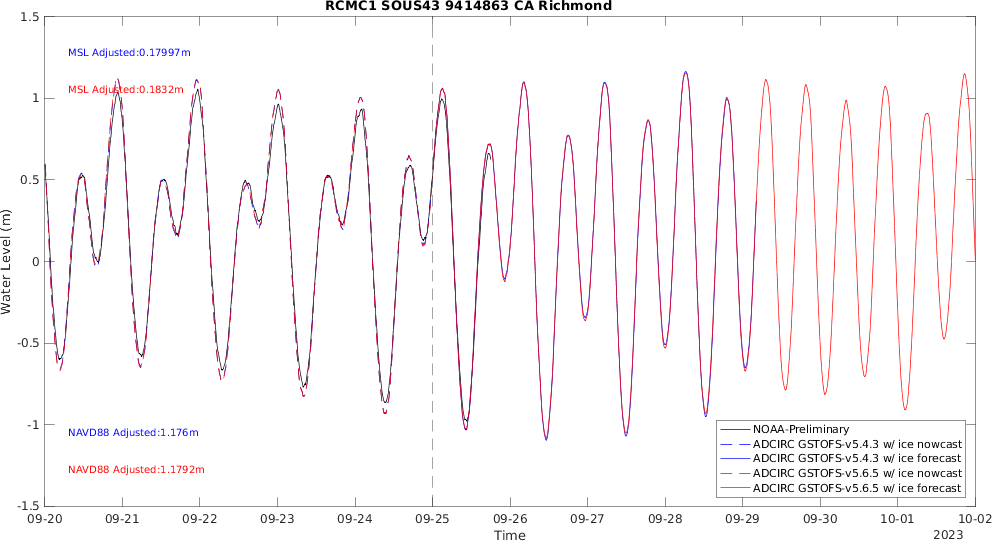 RCMC1 SOUS43 9414863 CA Richmond
1.5
MSL Adjusted:0.17997m
MSL Adjusted:0.1832m
1
0.5
0
Water Level (m)
-0.5
-1
NAVD88 Adjusted:1.176m
NAVD88 Adjusted:1.1792m
-1.5
NOAA-Preliminary
ADCIRC GSTOFS-v5.4.3 w/ ice nowcast
ADCIRC GSTOFS-v5.4.3 w/ ice forecast
ADCIRC GSTOFS-v5.6.5 w/ ice nowcast
ADCIRC GSTOFS-v5.6.5 w/ ice forecast
09-20 09-21 09-22 09-23 09-24 09-25 09-26 09-27 09-28 09-29 09-30 10-01 10-02
Time
2023